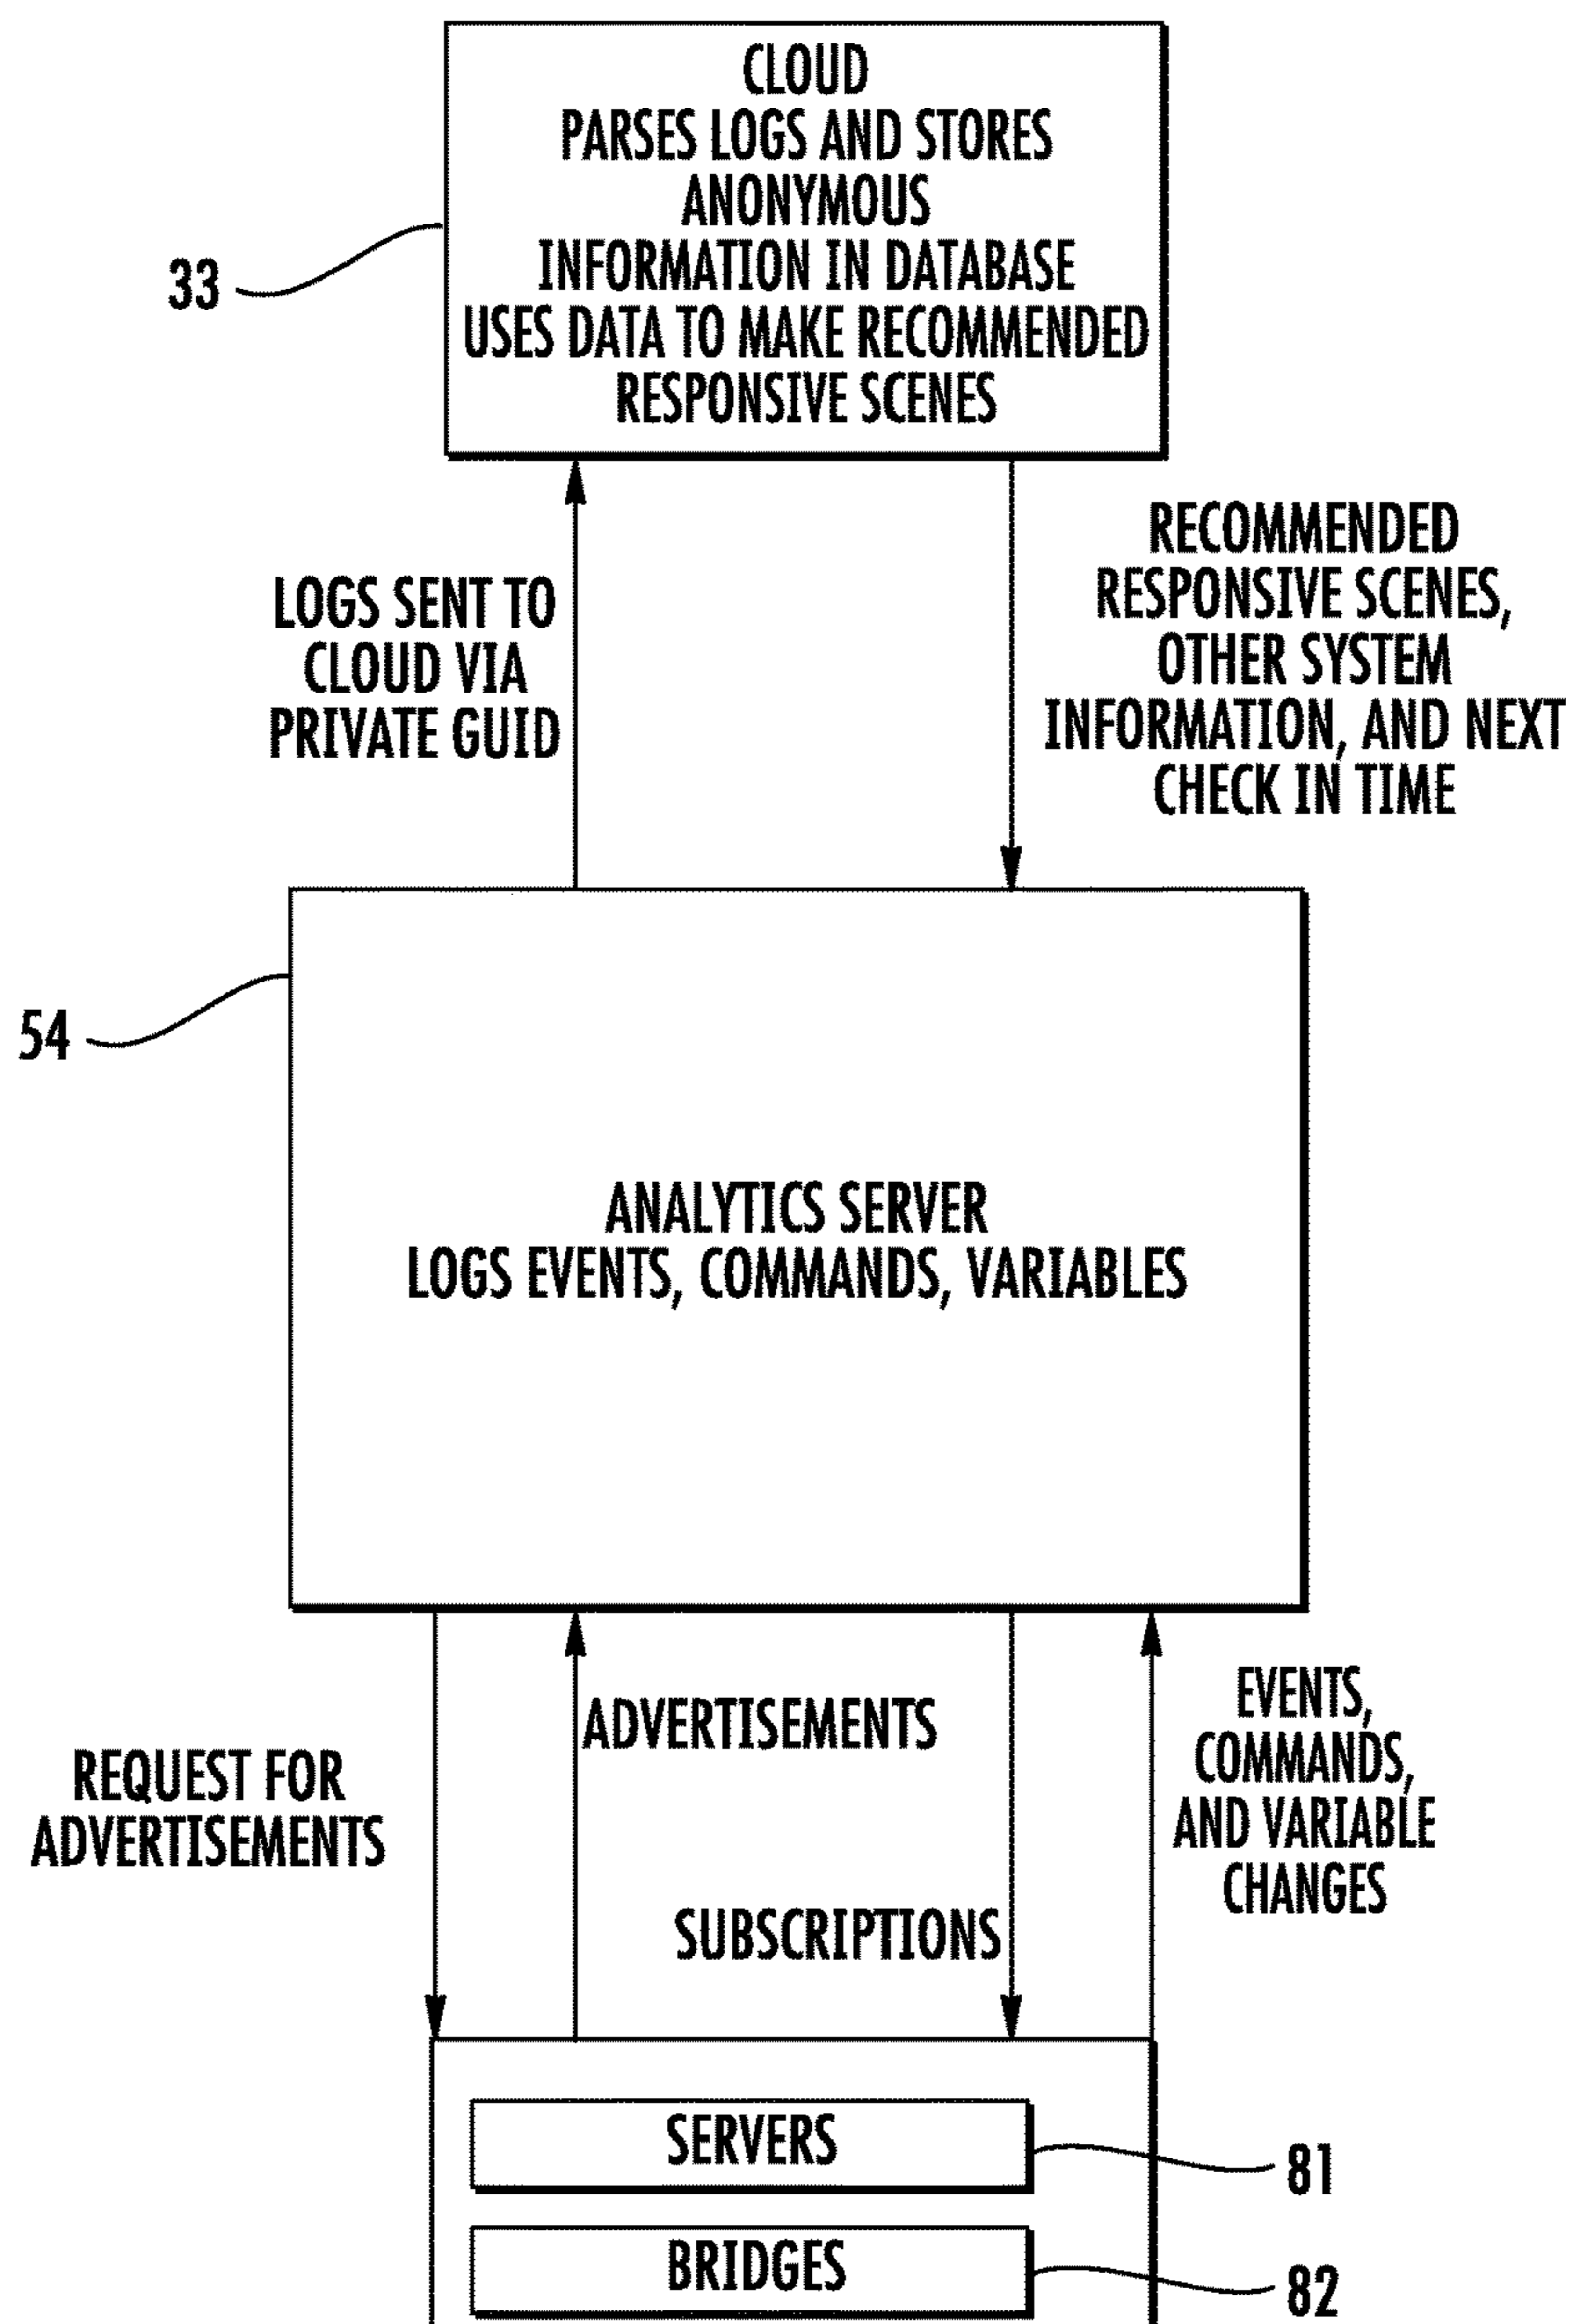 CLOUD
PARSES LOGS AND STORES
ANONYMOUS
INFORMATION IN DATABASE
USES DATA TO MAKE RECOMMENDED
RESPONSIVE SCENES
33
LOGS SENT TO
CLOUD VIA
PRIVATE GUID
RECOMMENDED
RESPONSIVE SCENES,
OTHER SYSTEM
INFORMATION, AND NEXT
CHECK IN TIME
54
ANALYTICS SERVER
LOGS EVENTS, COMMANDS, VARIABLES
REQUEST FOR
ADVERTISEMENTS
ADVERTISEMENTS
SUBSCRIPTIONS
EVENTS,
COMMANDS,
AND VARIABLE
CHANGES
SERVERS
81
BRIDGES
82